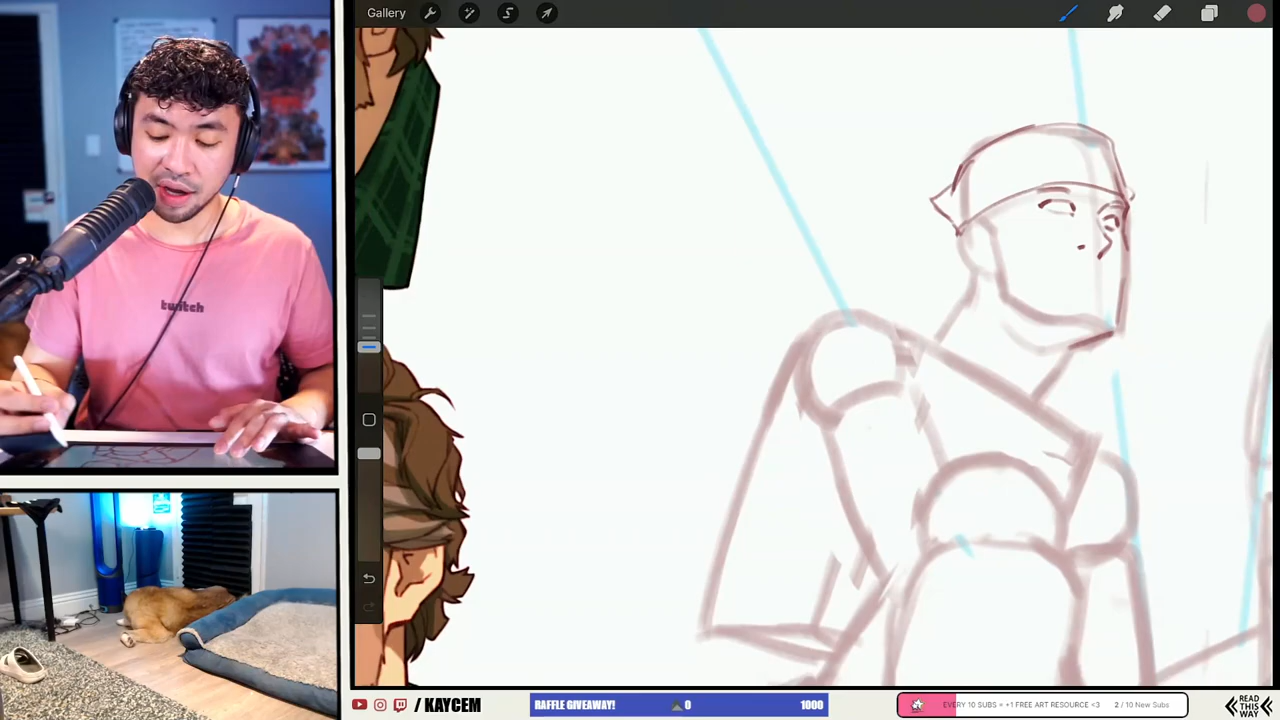 Gallery
twitch
/ KAYCEM
RAFFLE GIVEAWAY! 0 1000
EVERY 10 SUBS = +1 FREE ART RESOURCE <3 2 / 10 New Subs
READ
THIS
WAY